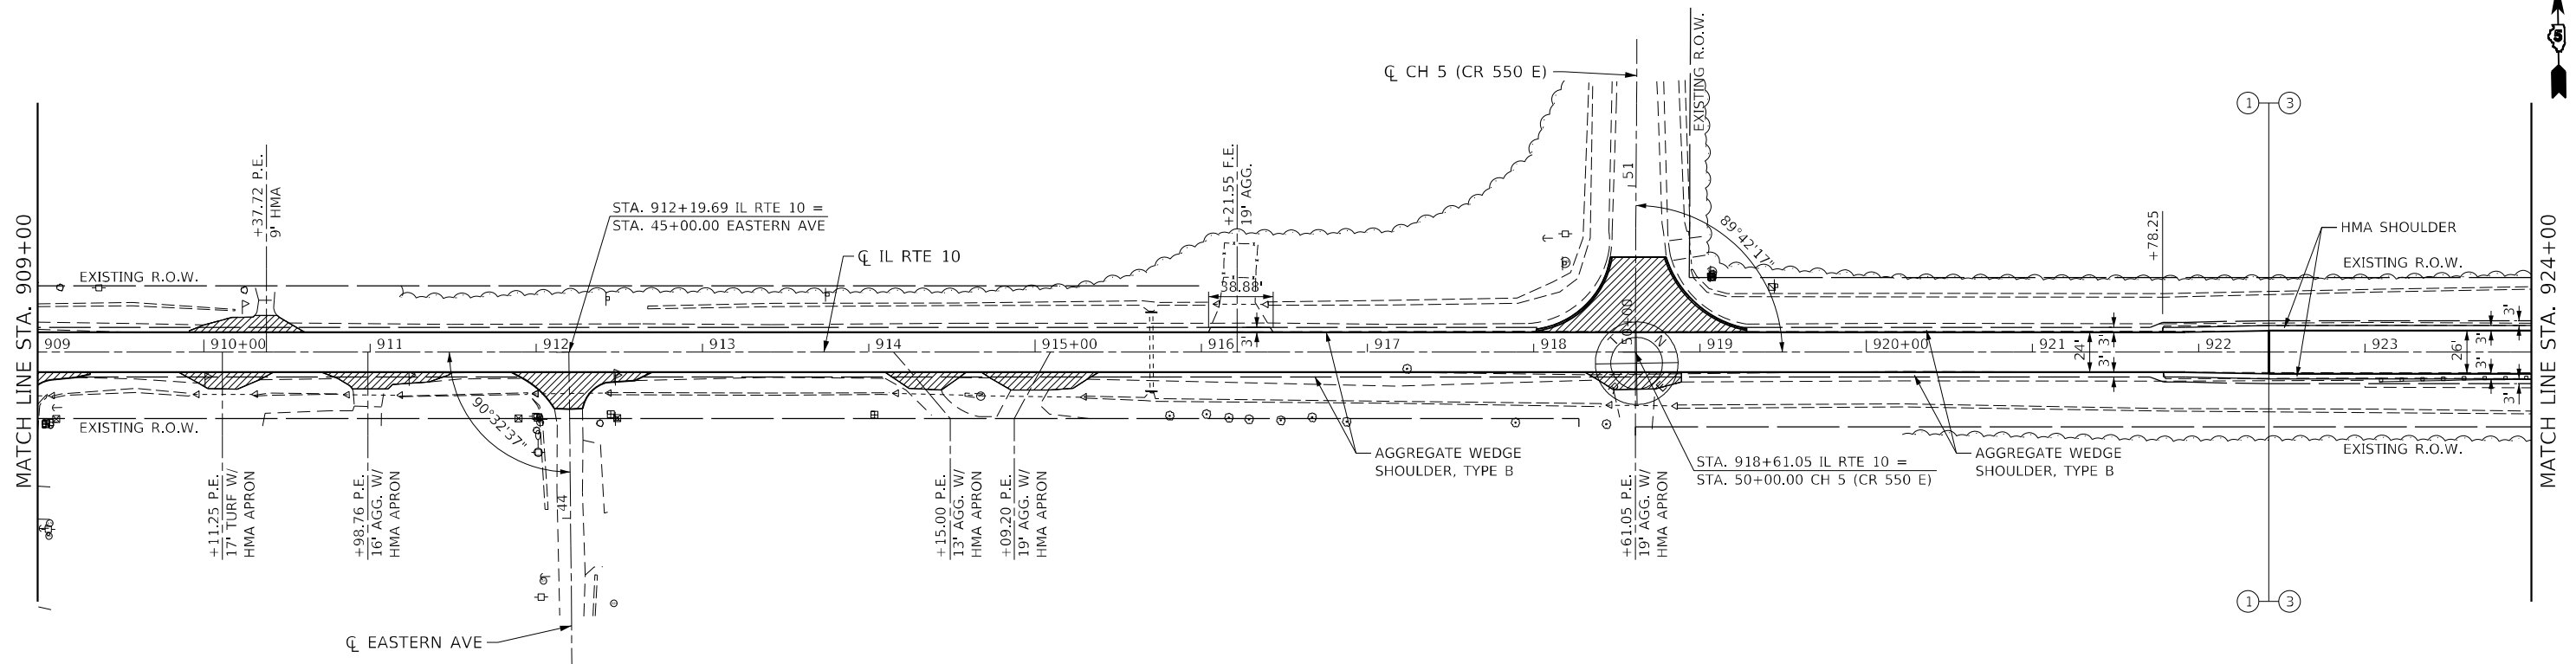 5
℄ CH 5 (CR 550 E)
EXISTING R.O.W.
1
3
MATCH LINE STA. 909+00
+37.72 P.E.
9' HMA
STA. 912+19.69 IL RTE 10 =
STA. 45+00.00 EASTERN AVE
℄ IL RTE 10
+21.55 F.E.
19' AGG.
38.88'
3'
51
89°42'17"
50+00
+78.25
HMA SHOULDER
EXISTING R.O.W.
EXISTING R.O.W.
MATCH LINE STA. 924+00
909
910+00
911
912
913
914
915+00
916
917
918
919
920+00
921
922
923
T
N
24'
3'
3'
26'
3'
3'
3'
3'
EXISTING R.O.W.
90°32'37"
44
+11.25 P.E.
17' TURF W/
HMA APRON
+98.76 P.E.
16' AGG. W/
HMA APRON
+15.00 P.E.
13' AGG. W/
HMA APRON
+09.20 P.E.
19' AGG. W/
HMA APRON
AGGREGATE WEDGE
SHOULDER, TYPE B
+61.05 P.E.
19' AGG. W/
HMA APRON
STA. 918+61.05 IL RTE 10 =
STA. 50+00.00 CH 5 (CR 550 E)
AGGREGATE WEDGE
SHOULDER, TYPE B
EXISTING R.O.W.
℄ EASTERN AVE
1
3